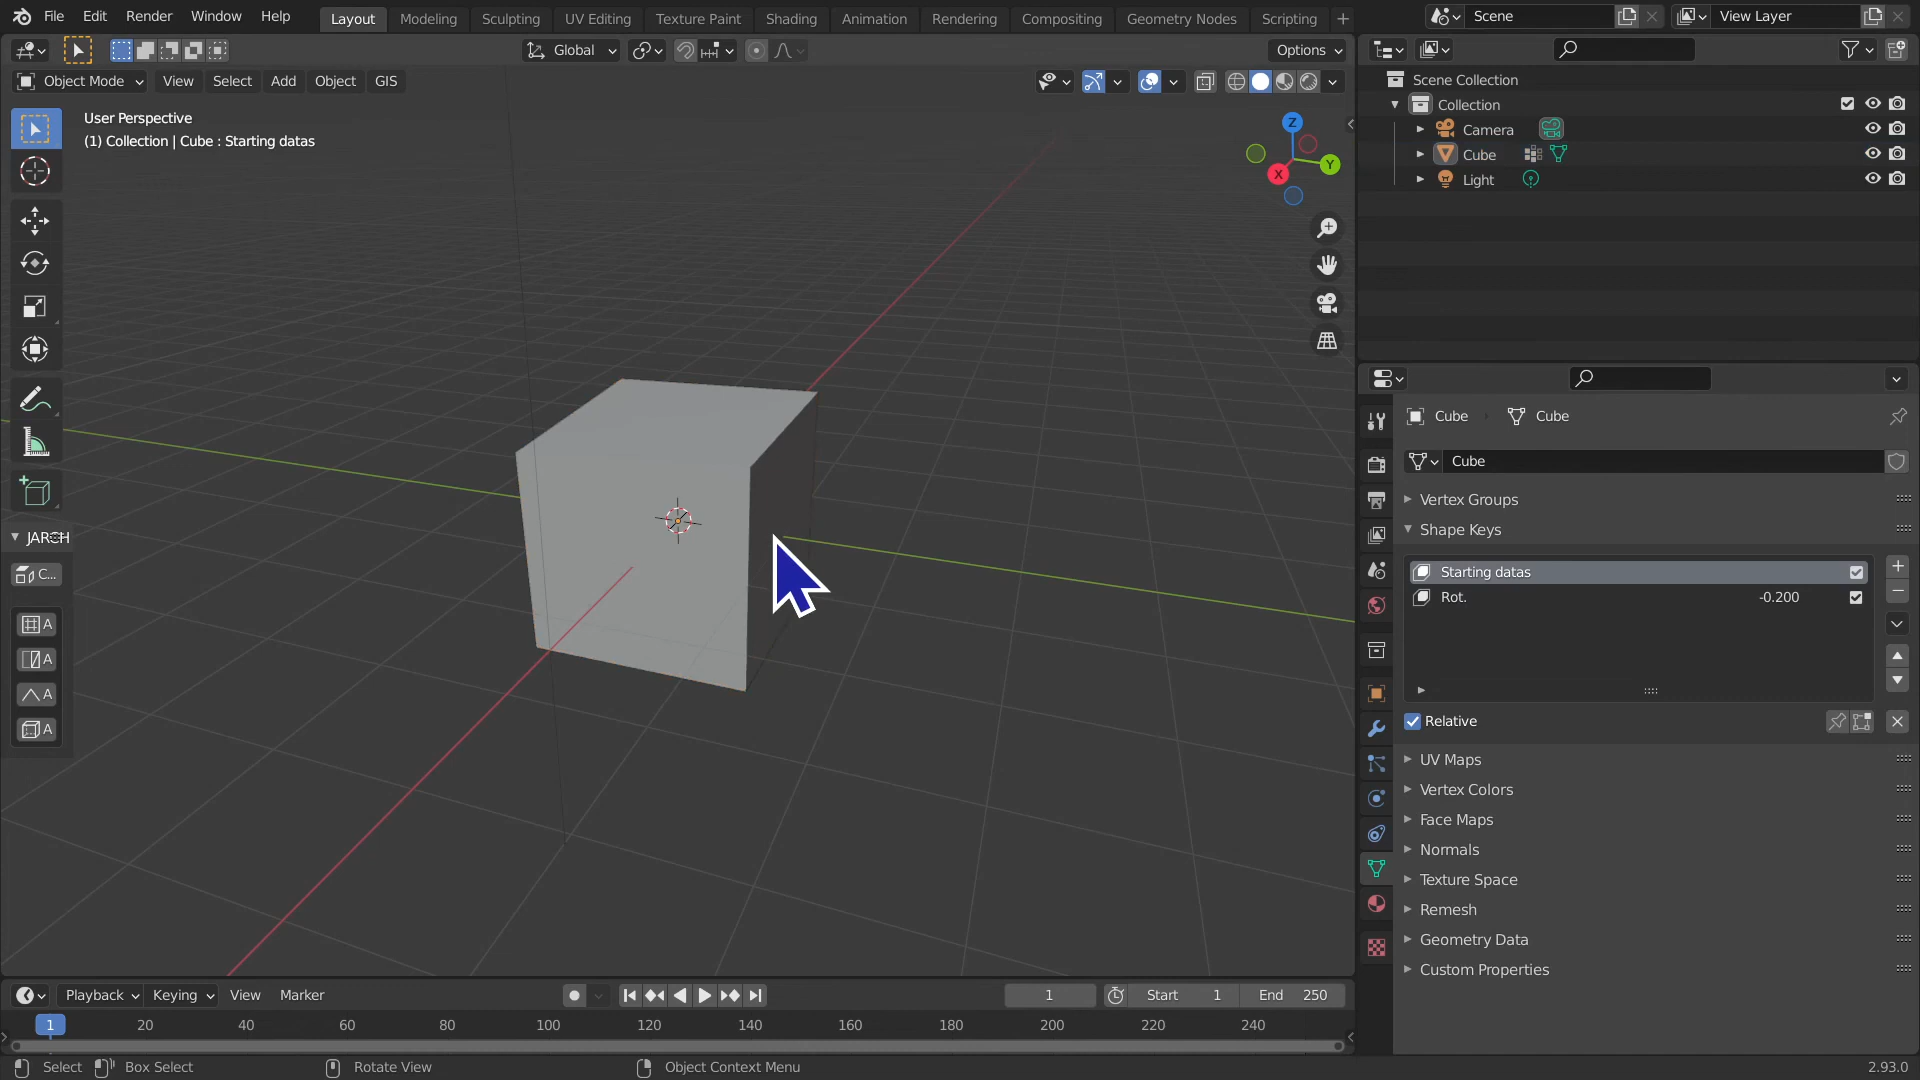 File Edit Render Window Help Layout Modeling Sculpting UV Editing Texture Paint Shading Animation Rendering Compositing Geometry Nodes Scripting + Scene View Layer
Global Options
Object Mode View Select Add Object GIS
User Perspective
(1) Collection | Cube : Starting datas
Z
Y
X
C...
A
A
A
A
Scene Collection
Collection
Camera
Cube
Light
Cube Cube
Cube
Vertex Groups
Shape Keys
Starting datas
Rot. -0.200
Relative
UV Maps
Vertex Colors
Face Maps
Normals
Texture Space
Remesh
Geometry Data
Custom Properties
Playback Keying View Marker 1 Start 1 End 250
1 20 40 60 80 100 120 140 160 180 200 220 240
Select Box Select Rotate View Object Context Menu 2.93.0